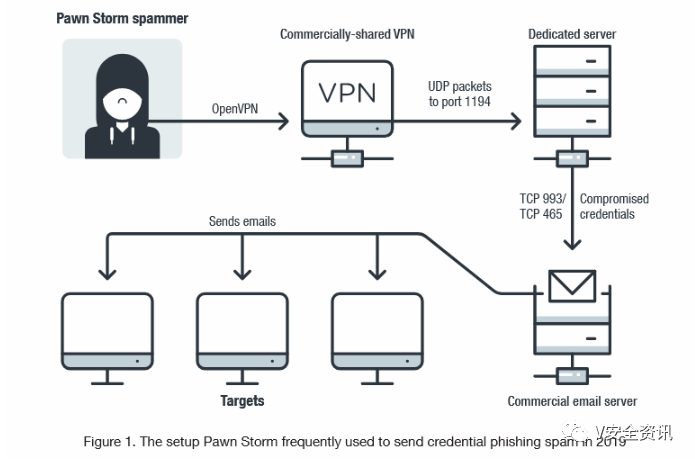 Pawn Storm spammer
Commercially-shared VPN
Dedicated server
VPN
OpenVPN
UDP packets
to port 1194
TCP 993/
TCP 465
Compromised
credentials
Sends emails
Targets
Commercial email server
Figure 1. The setup Pawn Storm frequently used to send credential phishing spam in 2019
V安全资讯